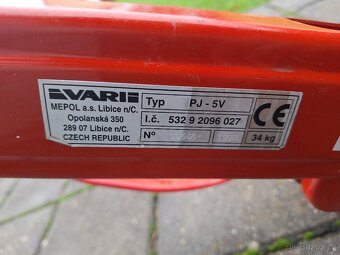 VARI
MEPOL a.s. Libice n/C.
Opolanská 350
289 07 Libice n/C.
CZECH REPUBLIC
Typ PJ - 5V
I.č. 532 9 2096 027
N°
34 kg
CE